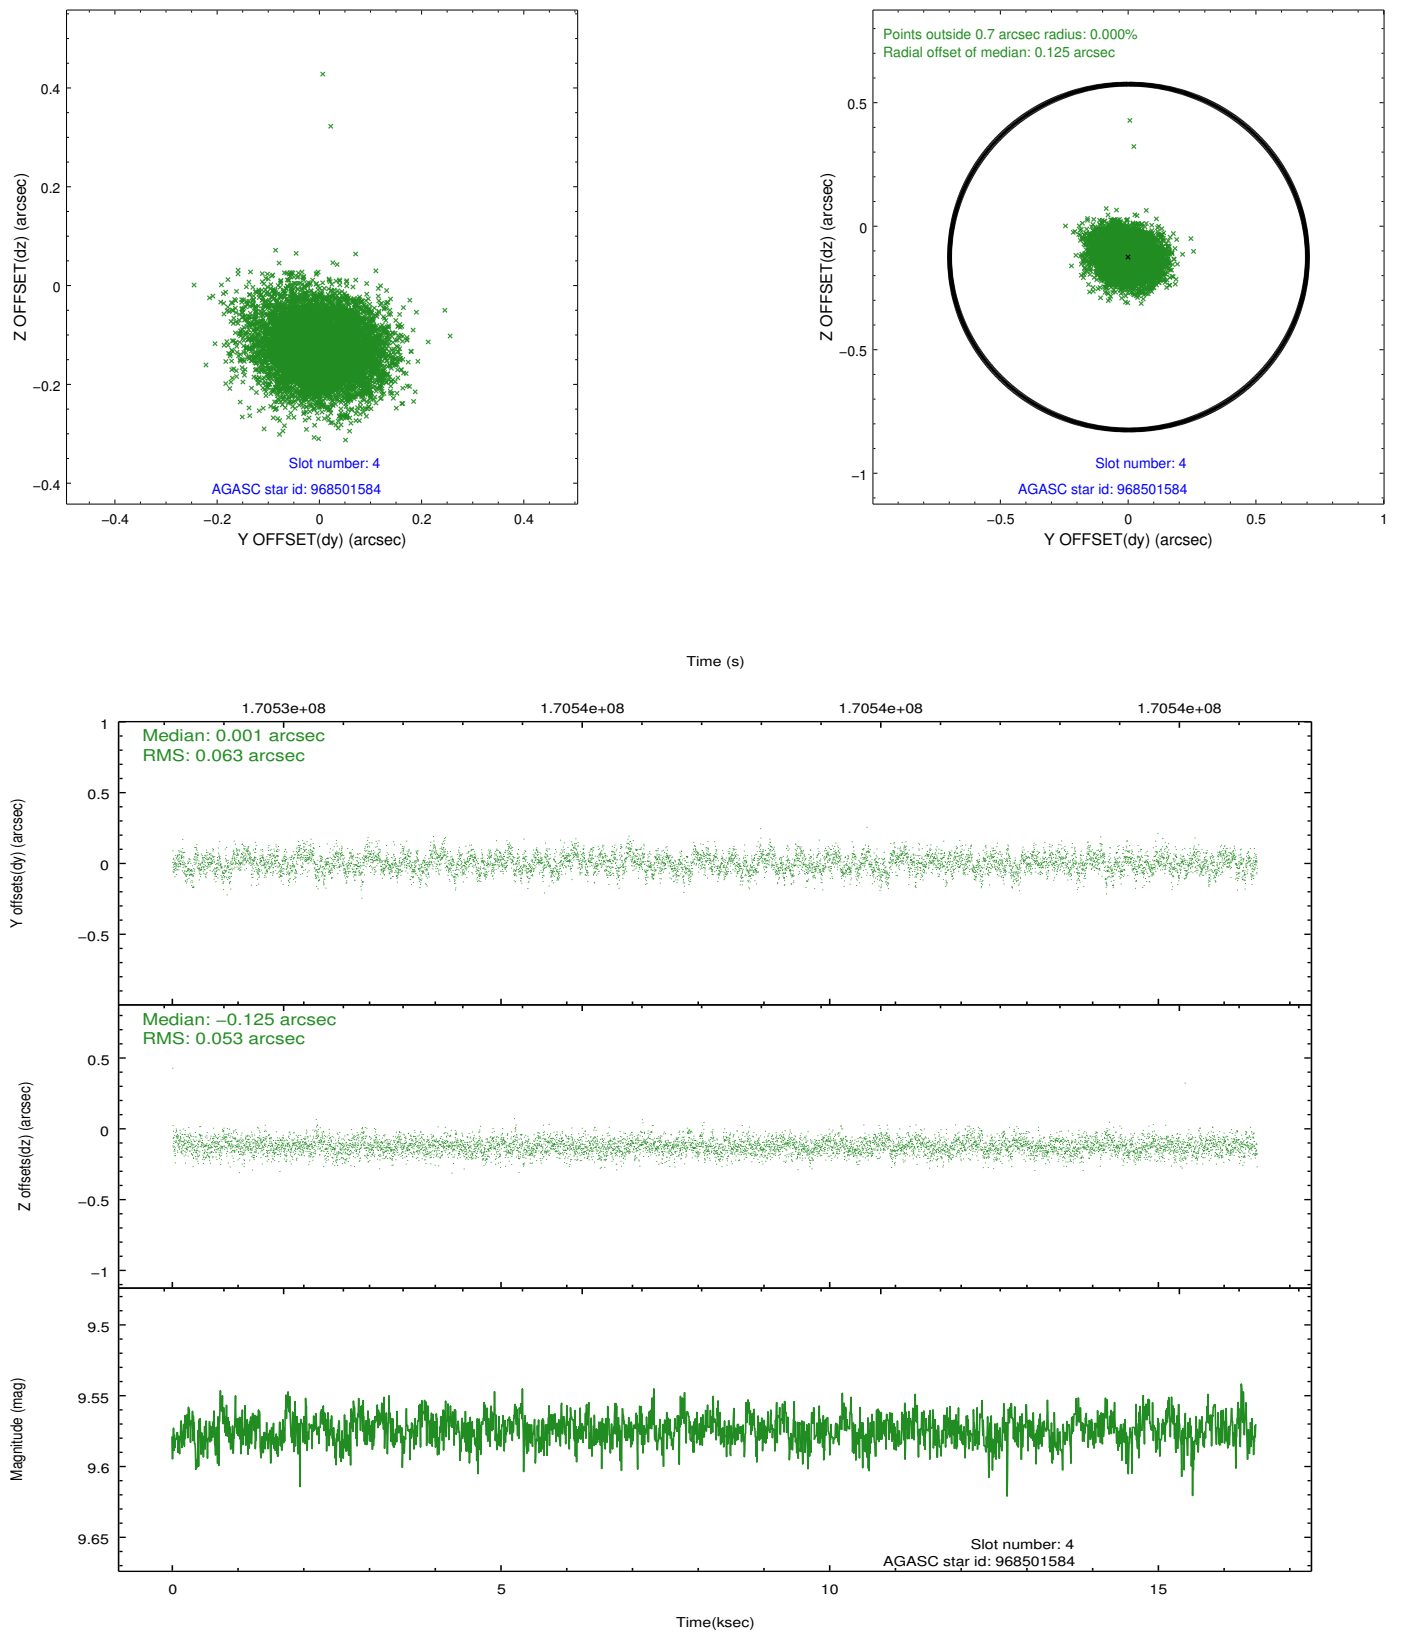 0.4
0.2
0
−0.2
−0.4
Z OFFSET(dz) (arcsec)
Slot number: 4
AGASC star id: 968501584
−0.4 −0.2 0 0.2 0.4
Y OFFSET(dy) (arcsec)
Points outside 0.7 arcsec radius: 0.000%
Radial offset of median: 0.125 arcsec
0.5
0
−0.5
−1
Z OFFSET(dz) (arcsec)
Slot number: 4
AGASC star id: 968501584
−0.5 0 0.5 1
Y OFFSET(dy) (arcsec)
Time (s)
1.7053e+08 1.7054e+08 1.7054e+08 1.7054e+08
Median: 0.001 arcsec
RMS: 0.063 arcsec
1
0.5
0
−0.5
Y offsets(dy) (arcsec)
Median: −0.125 arcsec
RMS: 0.053 arcsec
0.5
0
−0.5
−1
Z offsets(dz) (arcsec)
9.5
9.55
9.6
9.65
Magnitude (mag)
Slot number: 4
AGASC star id: 968501584
0 5 10 15
Time(ksec)